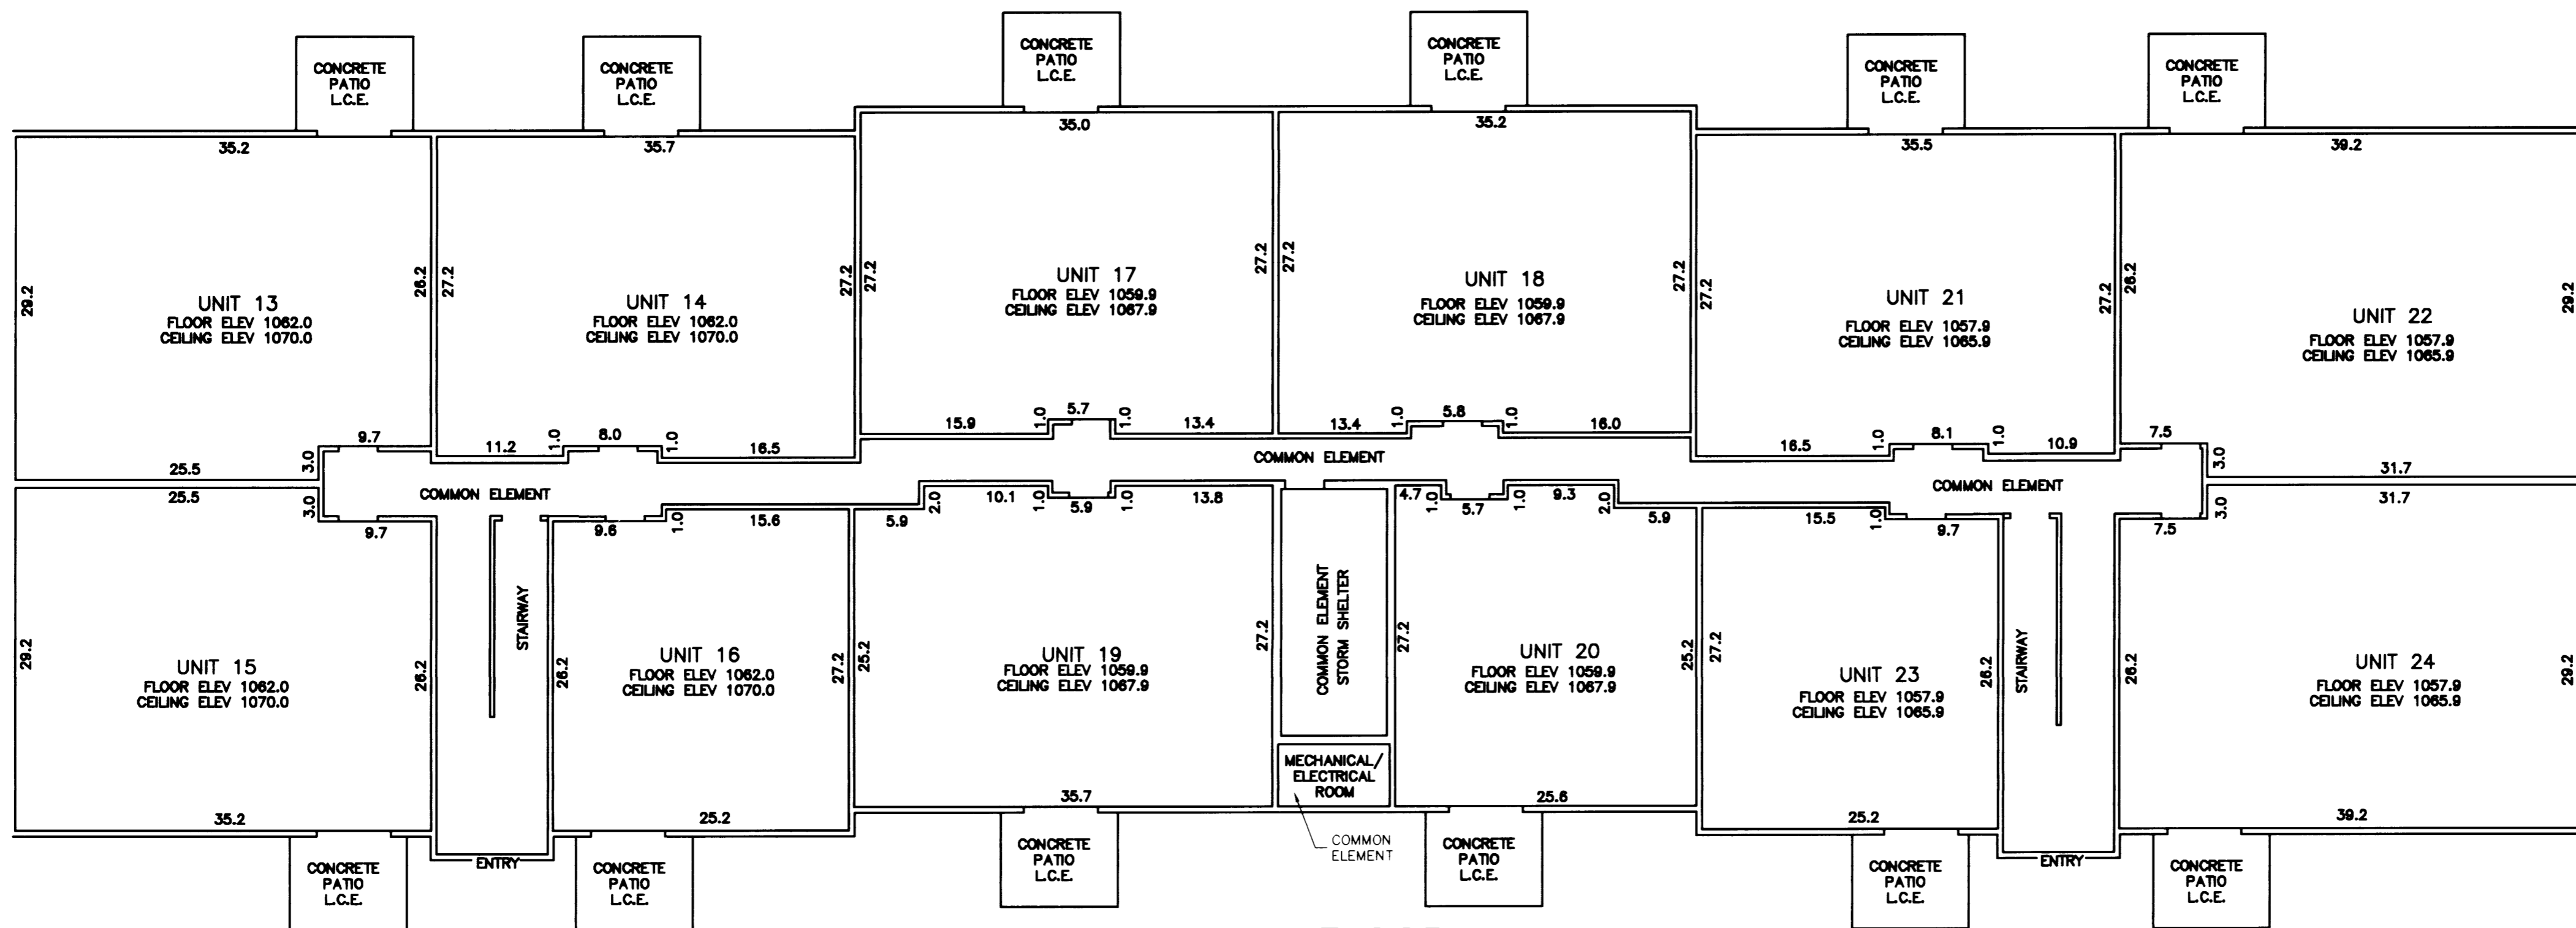 CONCRETE
PATIO
L.C.E.
CONCRETE
PATIO
L.C.E.
CONCRETE
PATIO
L.C.E.
CONCRETE
PATIO
L.C.E.
CONCRETE
PATIO
L.C.E.
CONCRETE
PATIO
L.C.E.
35.2
29.2
26.2
UNIT 13
FLOOR ELEV 1062.0
CEILING ELEV 1070.0
9.7
3.0
25.5
35.7
27.2
27.2
UNIT 14
FLOOR ELEV 1062.0
CEILING ELEV 1070.0
11.2
1.0
8.0
1.0
16.5
35.0
27.2
27.2
UNIT 17
FLOOR ELEV 1059.9
CEILING ELEV 1067.9
15.9
1.0
5.7
1.0
13.4
35.2
27.2
27.2
UNIT 18
FLOOR ELEV 1059.9
CEILING ELEV 1067.9
13.4
1.0
5.8
1.0
16.0
35.5
27.2
27.2
UNIT 21
FLOOR ELEV 1057.9
CEILING ELEV 1065.9
16.5
1.0
8.1
1.0
10.9
39.2
26.2
29.2
UNIT 22
FLOOR ELEV 1057.9
CEILING ELEV 1065.9
7.5
3.0
31.7
COMMON ELEMENT
COMMON ELEMENT
COMMON ELEMENT
25.5
3.0
9.7
29.2
26.2
UNIT 15
FLOOR ELEV 1062.0
CEILING ELEV 1070.0
35.2
STAIRWAY
ENTRY
9.6
1.0
15.6
26.2
27.2
UNIT 16
FLOOR ELEV 1062.0
CEILING ELEV 1070.0
25.2
5.9
2.0
10.1
1.0
5.9
1.0
13.8
25.2
27.2
UNIT 19
FLOOR ELEV 1059.9
CEILING ELEV 1067.9
35.7
COMMON ELEMENT
STORM SHELTER
MECHANICAL/
ELECTRICAL
ROOM
COMMON
ELEMENT
4.7
1.0
5.7
1.0
9.3
2.0
5.9
27.2
25.2
UNIT 20
FLOOR ELEV 1059.9
CEILING ELEV 1067.9
25.6
15.5
1.0
9.7
27.2
26.2
UNIT 23
FLOOR ELEV 1057.9
CEILING ELEV 1065.9
25.2
STAIRWAY
ENTRY
7.5
3.0
31.7
26.2
29.2
UNIT 24
FLOOR ELEV 1057.9
CEILING ELEV 1065.9
39.2
CONCRETE
PATIO
L.C.E.
CONCRETE
PATIO
L.C.E.
CONCRETE
PATIO
L.C.E.
CONCRETE
PATIO
L.C.E.
CONCRETE
PATIO
L.C.E.
CONCRETE
PATIO
L.C.E.